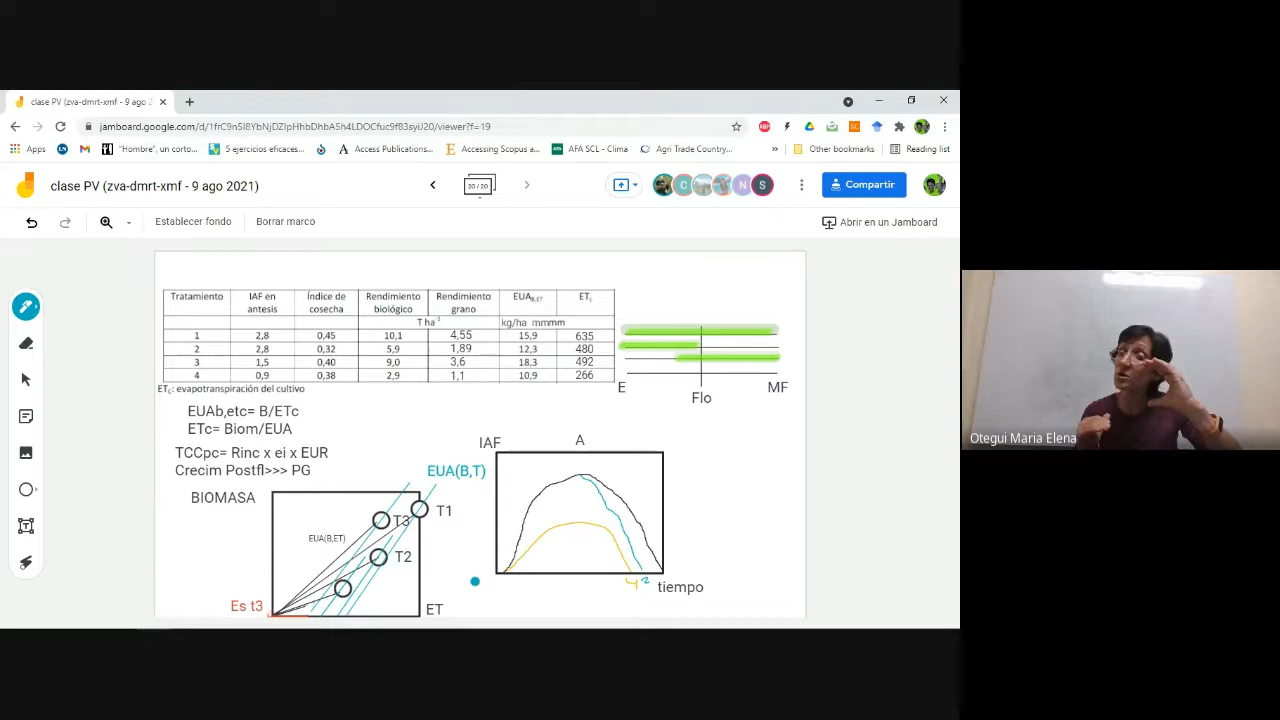 clase PV (zva-dmrt-xmf - 9 ago 2
jamboard.google.com/d/1frC9n5I8YbNjDZIpHhbDhbA5h4LDOCfuc9f83syiJ20/viewer?f=19
Apps "Hombre", un corto... 5 ejercicios eficaces... Access Publications... Accessing Scopus a... AFA SCL - Clima Agri Trade Country... » Other bookmarks Reading list
clase PV (zva-dmrt-xmf - 9 ago 2021) 20 / 20 C N S Compartir
Establecer fondo Borrar marco Abrir en un Jamboard
Tratamiento IAF en antesis Índice de cosecha Rendimiento biológico Rendimiento grano EUAB,ET ETc
T ha-1 kg/ha mmmm
1 2,8 0,45 10,1 4,55 15,9 635
2 2,8 0,32 5,9 1,89 12,3 480
3 1,5 0,40 9,0 3,6 18,3 492
4 0,9 0,38 2,9 1,1 10,9 266
ETc: evapotranspiración del cultivo
E Flo MF
EUAb,etc= B/ETc
ETc= Biom/EUA
TCCpc= Rinc x ei x EUR
Crecim Postfl>>> PG
EUA(B,T)
BIOMASA
EUA(B,ET)
T3
T1
T2
Es t3
ET
IAF
A
4 2
tiempo
Otegui Maria Elena